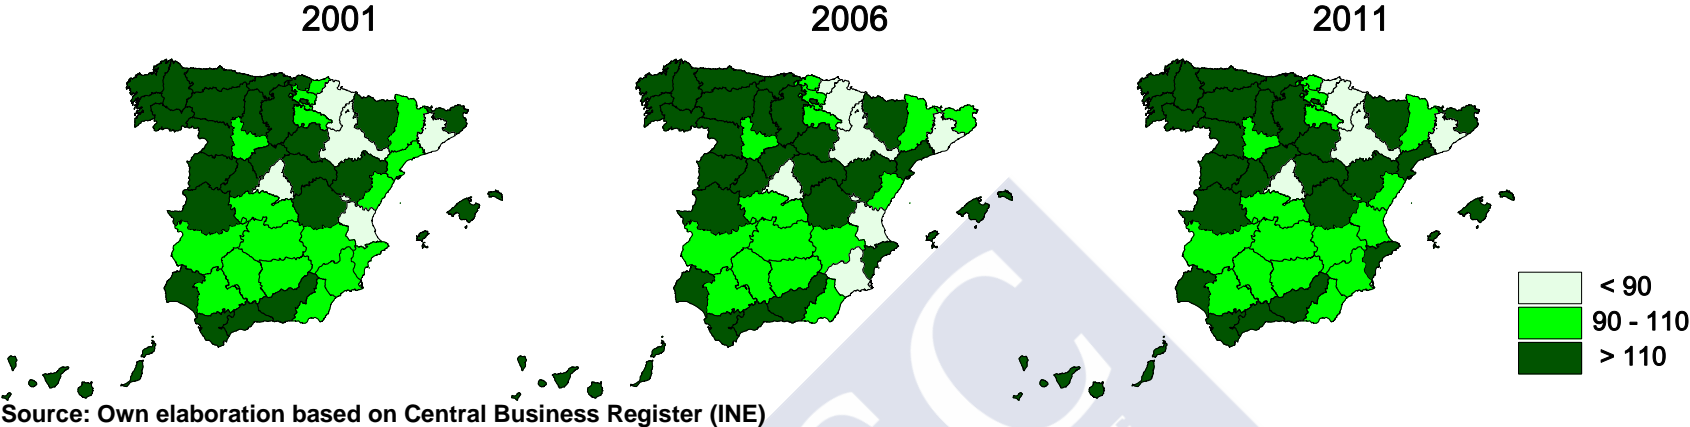 2001
2006
2011
< 90
90 - 110
> 110
Source: Own elaboration based on Central Business Register (INE)